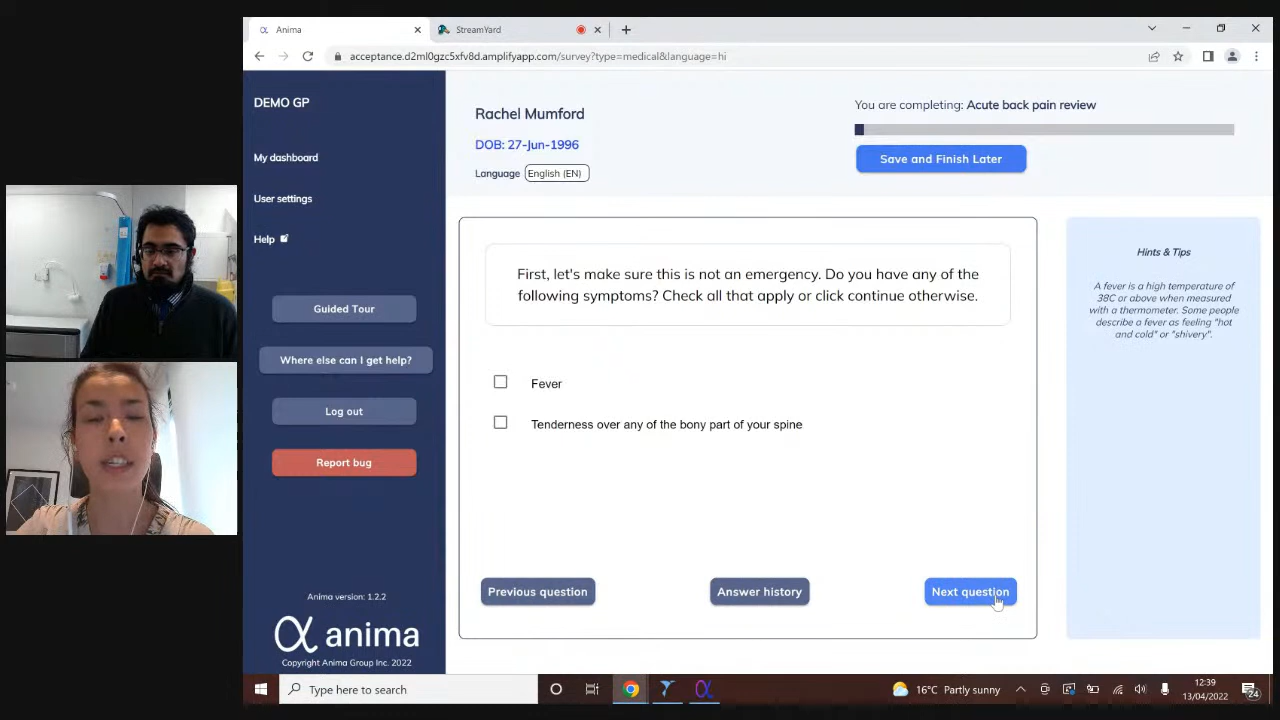 Anima
StreamYard
acceptance.d2ml0gzc5xfv8d.amplifyapp.com/survey?type=medical&language=hi
DEMO GP
My dashboard
User settings
Help
Guided Tour
Where else can I get help?
Log out
Report bug
Anima version: 1.2.2
α anima
Copyright Anima Group Inc. 2022
Rachel Mumford
DOB: 27-Jun-1996
Language English (EN)
You are completing: Acute back pain review
Save and Finish Later
First, let's make sure this is not an emergency. Do you have any of the
following symptoms? Check all that apply or click continue otherwise.
Fever
Tenderness over any of the bony part of your spine
Previous question
Answer history
Next question
Hints & Tips
A fever is a high temperature of
38C or above when measured
with a thermometer. Some people
describe a fever as feeling "hot
and cold" or "shivery".
Type here to search
16°C Partly sunny
12:39
13/04/2022
24